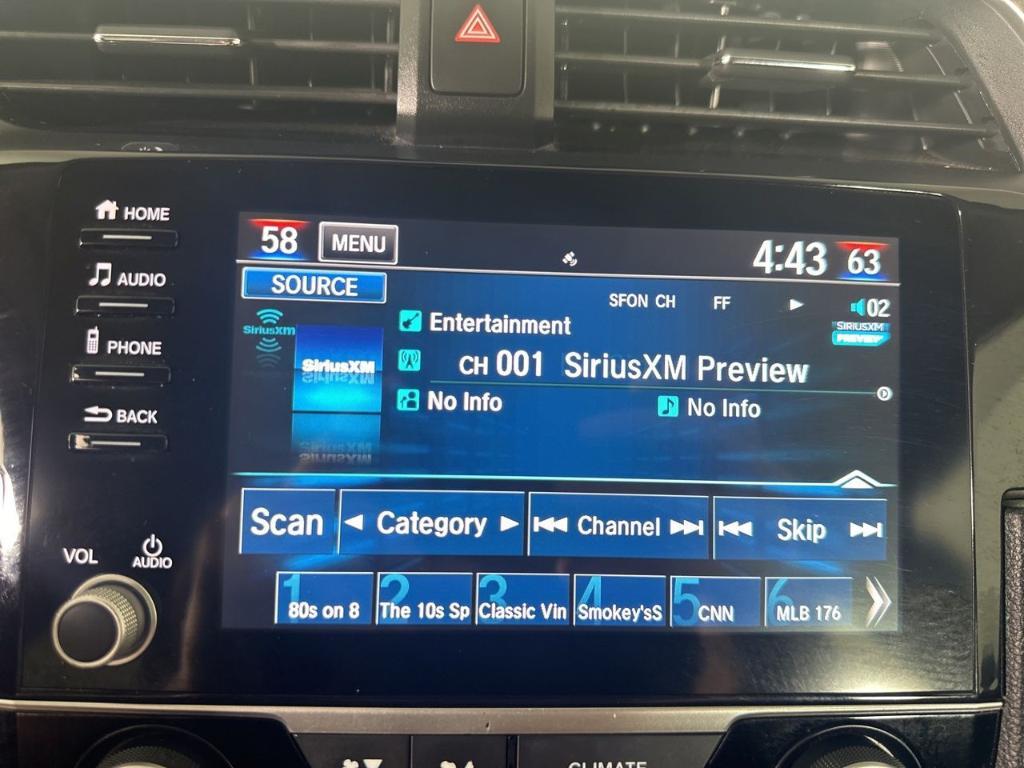 HOME
AUDIO
PHONE
BACK
VOL
AUDIO
58
MENU
4:43
63
SOURCE
SFON CH FF
02
SIRIUSXM
PREVIEW
SiriusXM
SiriusXM
Entertainment
CH 001 SiriusXM Preview
No Info
No Info
Scan
Category
Channel
Skip
1 80s on 8
2 The 10s Sp
3 Classic Vin
4 Smokey'sS
5 CNN
6 MLB 176
CLIMATE